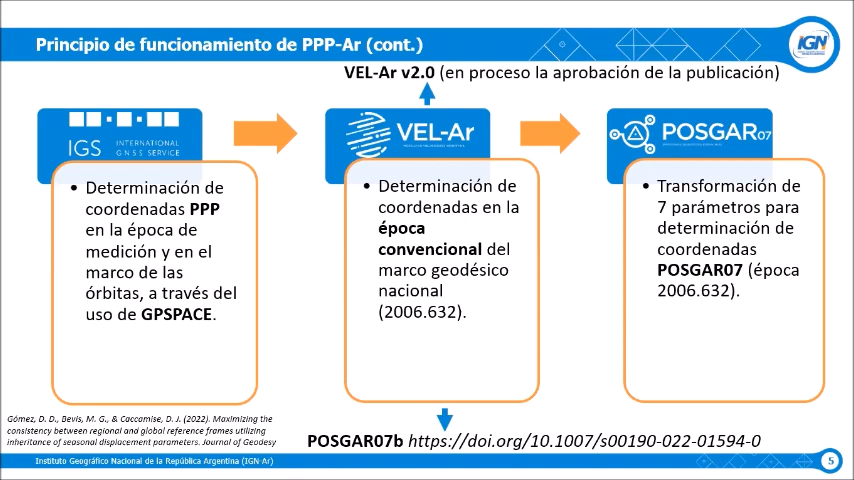 Principio de funcionamiento de PPP-Ar (cont.)
IGN
VEL-Ar v2.0 (en proceso la aprobación de la publicación)
IGS INTERNATIONAL
GNSS SERVICE
VEL-Ar
POSGAR07
• Determinación de
coordenadas PPP
en la época de
medición y en el
marco de las
órbitas, a través del
uso de GPSPACE.
• Determinación de
coordenadas en la
época
convencional del
marco geodésico
nacional
(2006.632).
• Transformación de
7 parámetros para
determinación de
coordenadas
POSGAR07 (época
2006.632).
Gómez, D. D., Bevis, M. G., & Caccamise, D. J. (2022). Maximizing the
consistency between regional and global reference frames utilizing
inheritance of seasonal displacement parameters. Journal of Geodesy
POSGAR07b https://doi.org/10.1007/s00190-022-01594-0
Instituto Geográfico Nacional de la República Argentina (IGN-Ar)
5